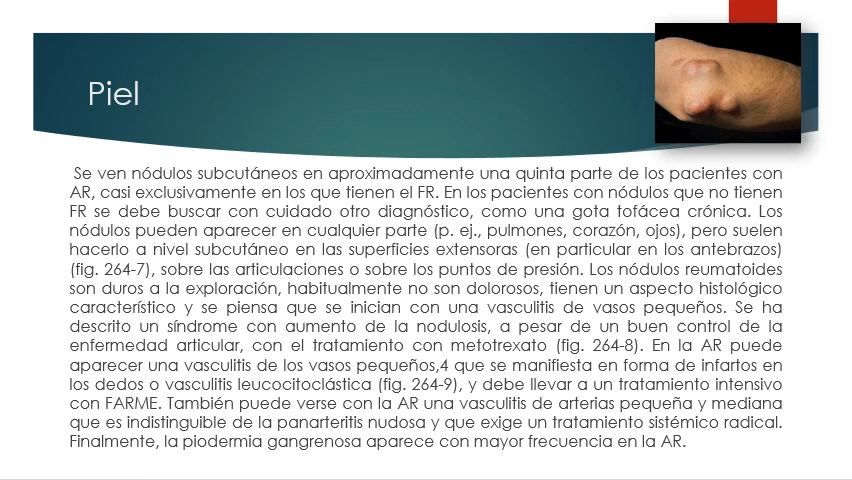 Piel
Se ven nódulos subcutáneos en aproximadamente una quinta parte de los pacientes con
AR, casi exclusivamente en los que tienen el FR. En los pacientes con nódulos que no tienen
FR se debe buscar con cuidado otro diagnóstico, como una gota tofácea crónica. Los
nódulos pueden aparecer en cualquier parte (p. ej., pulmones, corazón, ojos), pero suelen
hacerlo a nivel subcutáneo en las superficies extensoras (en particular en los antebrazos)
(fig. 264-7), sobre las articulaciones o sobre los puntos de presión. Los nódulos reumatoides
son duros a la exploración, habitualmente no son dolorosos, tienen un aspecto histológico
característico y se piensa que se inician con una vasculitis de vasos pequeños. Se ha
descrito un síndrome con aumento de la nodulosis, a pesar de un buen control de la
enfermedad articular, con el tratamiento con metotrexato (fig. 264-8). En la AR puede
aparecer una vasculitis de los vasos pequeños,4 que se manifiesta en forma de infartos en
los dedos o vasculitis leucocitoclástica (fig. 264-9), y debe llevar a un tratamiento intensivo
con FARME. También puede verse con la AR una vasculitis de arterias pequeña y mediana
que es indistinguible de la panarteritis nudosa y que exige un tratamiento sistémico radical.
Finalmente, la piodermia gangrenosa aparece con mayor frecuencia en la AR.